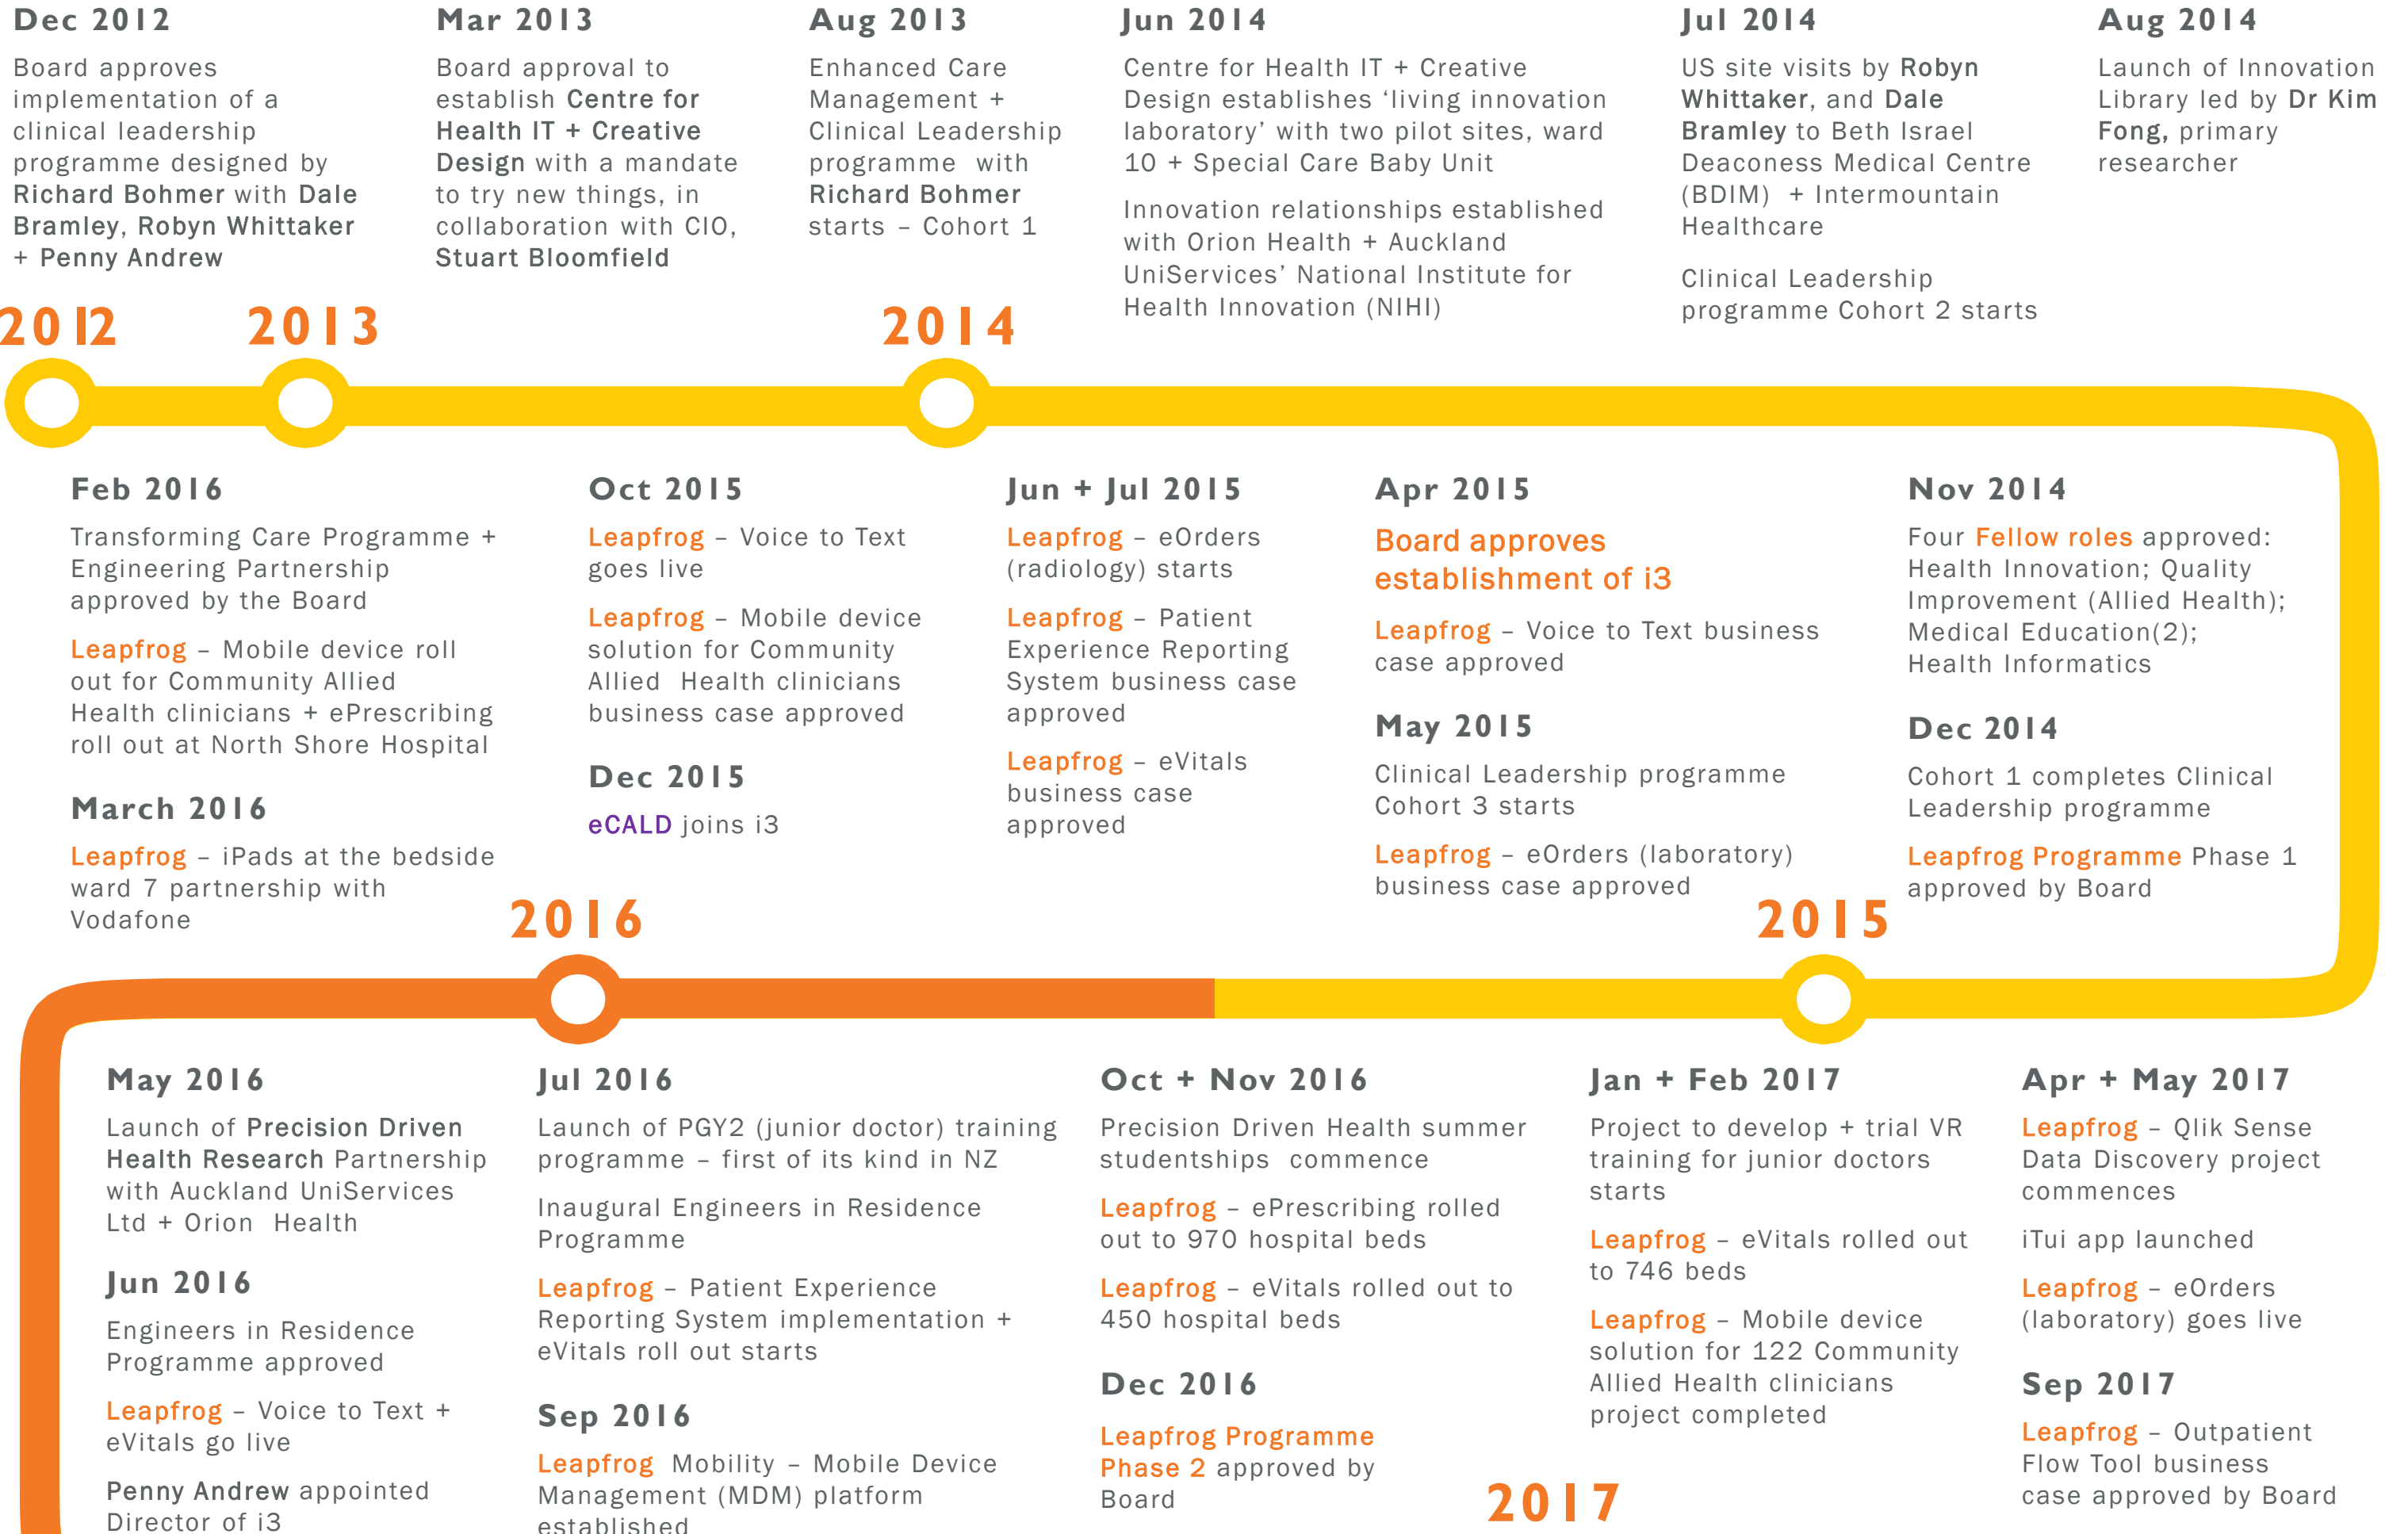 Dec 2012
Board approves
implementation of a
clinical leadership
programme designed by
Richard Bohmer with Dale
Bramley, Robyn Whittaker
+ Penny Andrew
Mar 2013
Board approval to
establish Centre for
Health IT + Creative
Design with a mandate
to try new things, in
collaboration with CIO,
Stuart Bloomfield
Aug 2013
Enhanced Care
Management +
Clinical Leadership
programme with
Richard Bohmer
starts – Cohort 1
Jun 2014
Centre for Health IT + Creative
Design establishes ‘living innovation
laboratory’ with two pilot sites, ward
10 + Special Care Baby Unit
Innovation relationships established
with Orion Health + Auckland
UniServices’ National Institute for
Health Innovation (NIHI)
Jul 2014
US site visits by Robyn
Whittaker, and Dale
Bramley to Beth Israel
Deaconess Medical Centre
(BDIM) + Intermountain
Healthcare
Clinical Leadership
programme Cohort 2 starts
Aug 2014
Launch of Innovation
Library led by Dr Kim
Fong, primary
researcher
2012
2013
2014
Feb 2016
Transforming Care Programme +
Engineering Partnership
approved by the Board
Leapfrog – Mobile device roll
out for Community Allied
Health clinicians + ePrescribing
roll out at North Shore Hospital
March 2016
Leapfrog – iPads at the bedside
ward 7 partnership with
Vodafone
Oct 2015
Leapfrog – Voice to Text
goes live
Leapfrog – Mobile device
solution for Community
Allied Health clinicians
business case approved
Dec 2015
eCALD joins i3
Jun + Jul 2015
Leapfrog – eOrders
(radiology) starts
Leapfrog – Patient
Experience Reporting
System business case
approved
Leapfrog – eVitals
business case
approved
Apr 2015
Board approves
establishment of i3
Leapfrog – Voice to Text business
case approved
May 2015
Clinical Leadership programme
Cohort 3 starts
Leapfrog – eOrders (laboratory)
business case approved
Nov 2014
Four Fellow roles approved:
Health Innovation; Quality
Improvement (Allied Health);
Medical Education(2);
Health Informatics
Dec 2014
Cohort 1 completes Clinical
Leadership programme
Leapfrog Programme Phase 1
approved by Board
2016
2015
May 2016
Launch of Precision Driven
Health Research Partnership
with Auckland UniServices
Ltd + Orion Health
Jun 2016
Engineers in Residence
Programme approved
Leapfrog – Voice to Text +
eVitals go live
Penny Andrew appointed
Director of i3
Jul 2016
Launch of PGY2 (junior doctor) training
programme – first of its kind in NZ
Inaugural Engineers in Residence
Programme
Leapfrog – Patient Experience
Reporting System implementation +
eVitals roll out starts
Sep 2016
Leapfrog Mobility – Mobile Device
Management (MDM) platform
established
Oct + Nov 2016
Precision Driven Health summer
studentships commence
Leapfrog – ePrescribing rolled
out to 970 hospital beds
Leapfrog – eVitals rolled out to
450 hospital beds
Dec 2016
Leapfrog Programme
Phase 2 approved by
Board
Jan + Feb 2017
Project to develop + trial VR
training for junior doctors
starts
Leapfrog – eVitals rolled out
to 746 beds
Leapfrog – Mobile device
solution for 122 Community
Allied Health clinicians
project completed
Apr + May 2017
Leapfrog – Qlik Sense
Data Discovery project
commences
iTui app launched
Leapfrog – eOrders
(laboratory) goes live
Sep 2017
Leapfrog – Outpatient
Flow Tool business
case approved by Board
2017